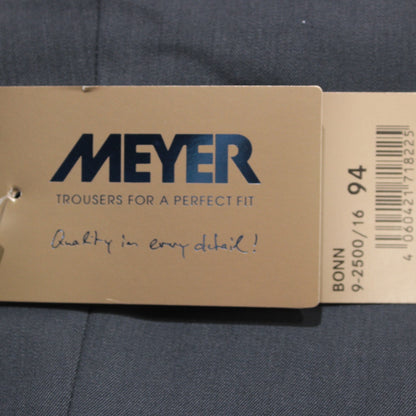 MEYER
TROUSERS FOR A PERFECT FIT
Quality in every detail!
BONN
9-2500/16 94
4 060421 718225